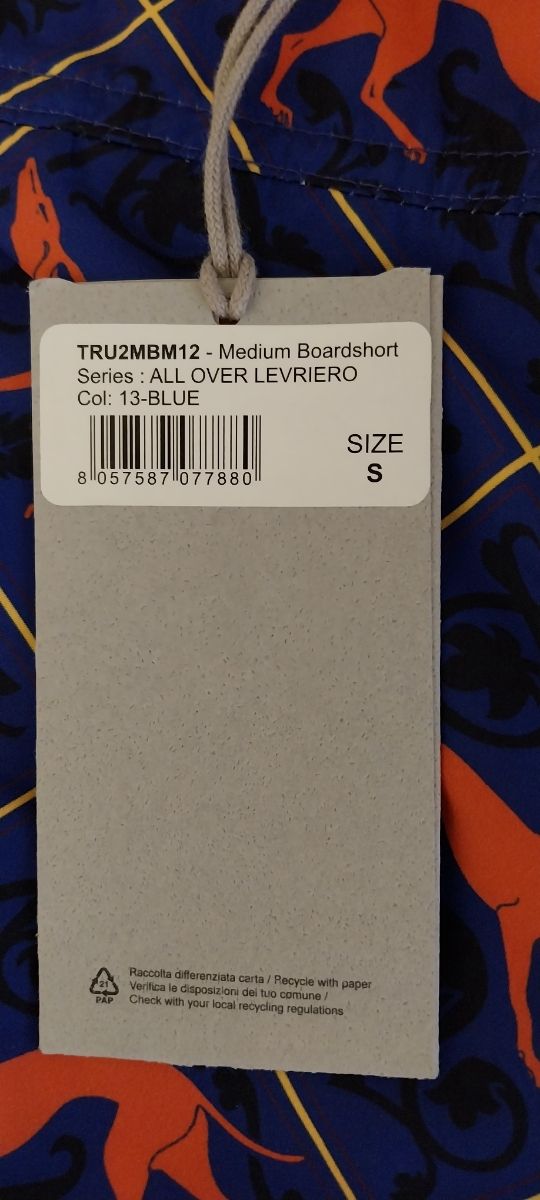 TRU2MBM12 - Medium Boardshort
Series : ALL OVER LEVRIERO
Col: 13-BLUE
8 057587 077880
SIZE
S
21
PAP
Raccolta differenziata carta / Recycle with paper
Verifica le disposizioni del tuo comune /
Check with your local recycling regulations